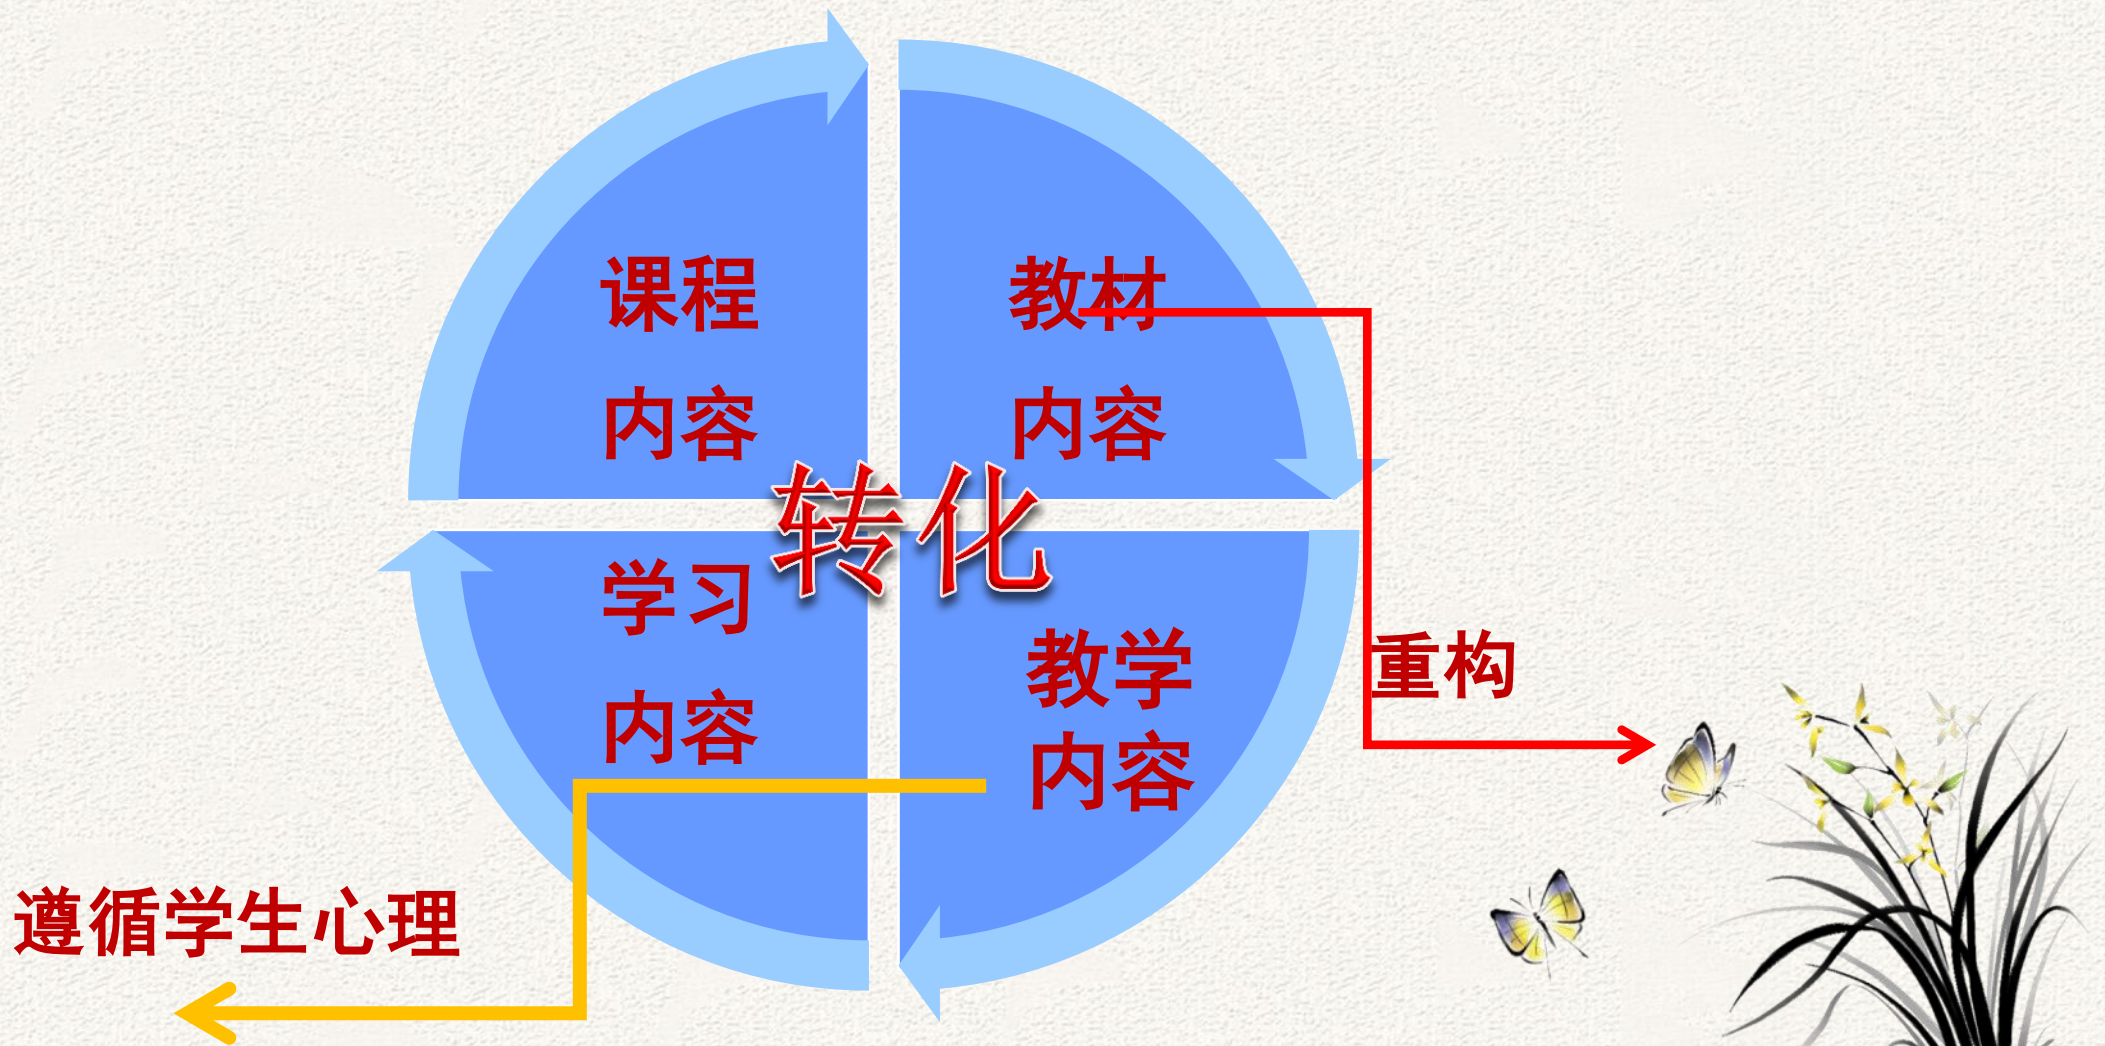 课程
内容
教材
内容
转化
学习
内容
教学
内容
重构
遵循学生心理